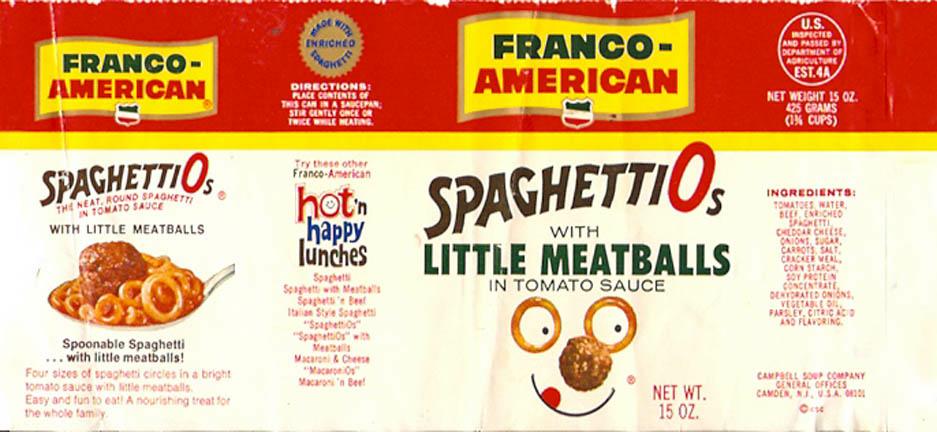 FRANCO-
AMERICAN
SPAGHETTIOs ®
THE NEAT, ROUND SPAGHETTI
IN TOMATO SAUCE
WITH LITTLE MEATBALLS
Spoonable Spaghetti
. . . with little meatballs!
Four sizes of spaghetti circles in a bright
tomato sauce with little meatballs.
Easy and fun to eat! A nourishing treat for
the whole family.
MADE WITH
ENRICHED
SPAGHETTI
DIRECTIONS:
PLACE CONTENTS OF
THIS CAN IN A SAUCEPAN;
STIR GENTLY ONCE OR
TWICE WHILE HEATING.
Try these other
Franco-American
hot'n
happy
lunches
Spaghetti
Spaghetti with Meatballs
Spaghetti 'n Beef
Italian Style Spaghetti
"SpaghettiOs"
"SpaghettiOs" with
Meatballs
Macaroni & Cheese
"MacaroniOs"
Macaroni 'n Beef
FRANCO-
AMERICAN
SPAGHETTIOs
WITH
LITTLE MEATBALLS
IN TOMATO SAUCE
®
NET WT.
15 OZ.
U.S.
INSPECTED
AND PASSED BY
DEPARTMENT OF
AGRICULTURE
EST. 4A
NET WEIGHT 15 OZ.
425 GRAMS
(1¾ CUPS)
INGREDIENTS:
TOMATOES, WATER,
BEEF, ENRICHED
SPAGHETTI,
CHEDDAR CHEESE,
ONIONS, SUGAR,
CARROTS, SALT,
CRACKER MEAL,
CORN STARCH,
SOY PROTEIN
CONCENTRATE,
DEHYDRATED ONIONS,
VEGETABLE OIL,
PARSLEY, CITRIC ACID
AND FLAVORING.
CAMPBELL SOUP COMPANY
GENERAL OFFICES
CAMDEN, N.J., U.S.A. 08101
©CSC